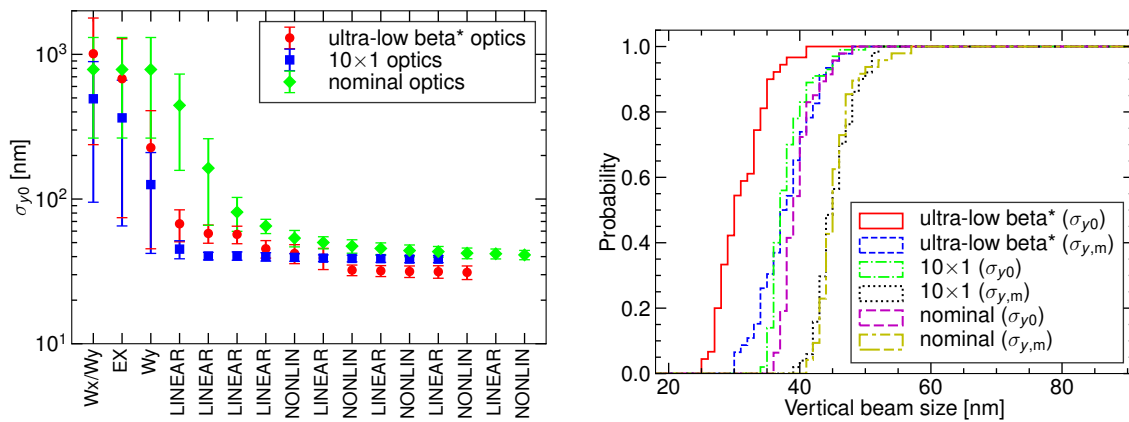 σy0 [nm]
10³
10²
10¹
ultra-low beta* optics
10×1 optics
nominal optics
Wx/Wy
EX
Wy
LINEAR
LINEAR
LINEAR
LINEAR
NONLIN
LINEAR
NONLIN
NONLIN
LINEAR
NONLIN
NONLIN
LINEAR
NONLIN
Probability
1.0
0.8
0.6
0.4
0.2
0.0
ultra-low beta* (σy0)
ultra-low beta* (σy,m)
10×1 (σy0)
10×1 (σy,m)
nominal (σy0)
nominal (σy,m)
20 40 60 80
Vertical beam size [nm]